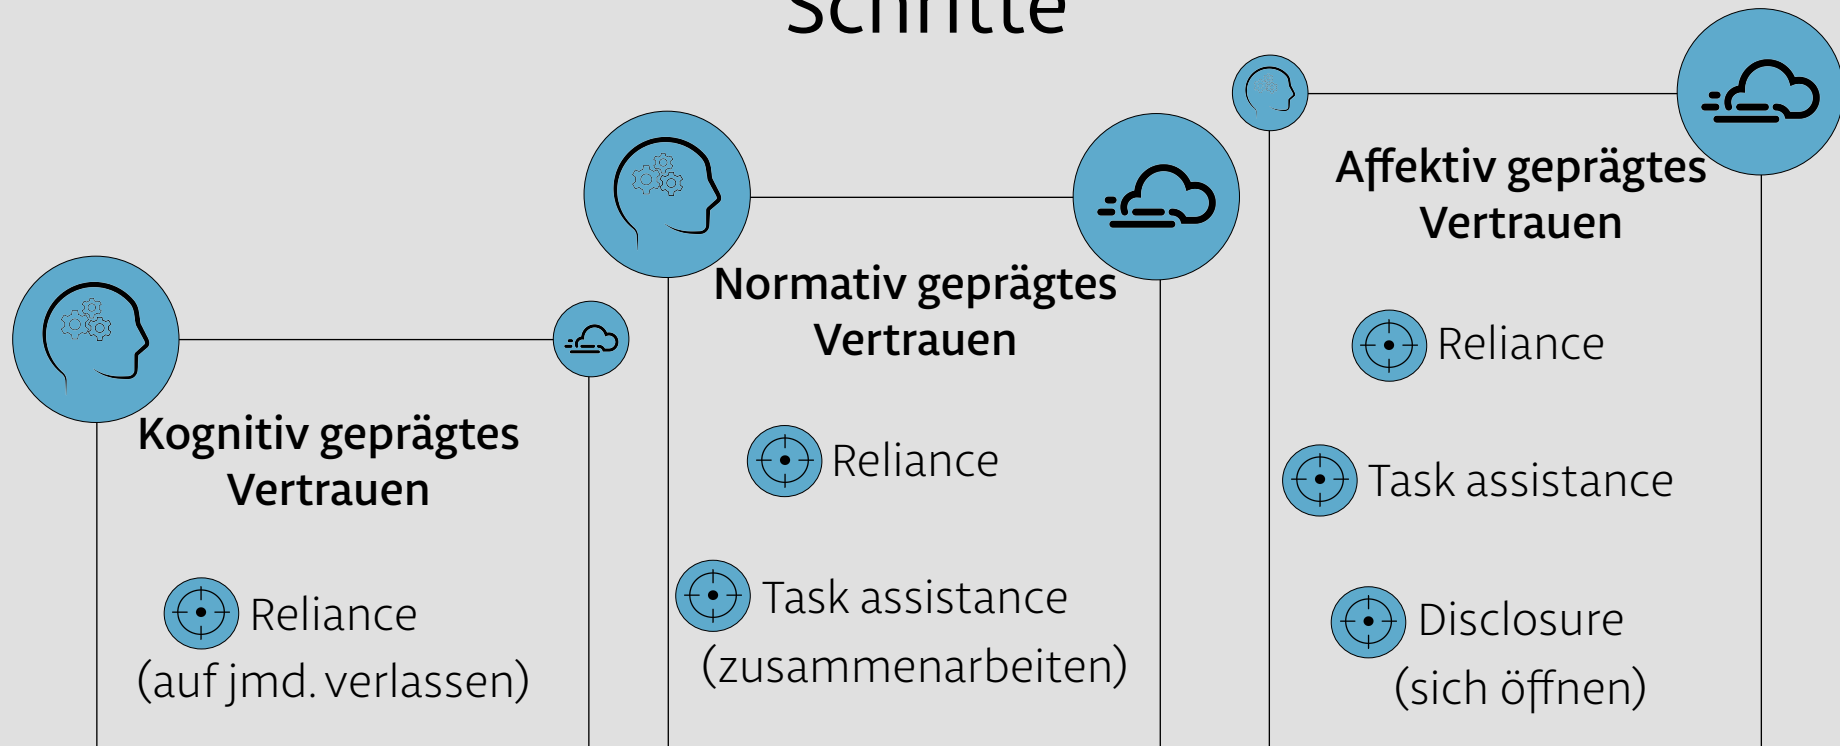 Schritte
Kognitiv geprägtes
Vertrauen
Reliance
(auf jmd. verlassen)
Normativ geprägtes
Vertrauen
Reliance
Task assistance
(zusammenarbeiten)
Affektiv geprägtes
Vertrauen
Reliance
Task assistance
Disclosure
(sich öffnen)